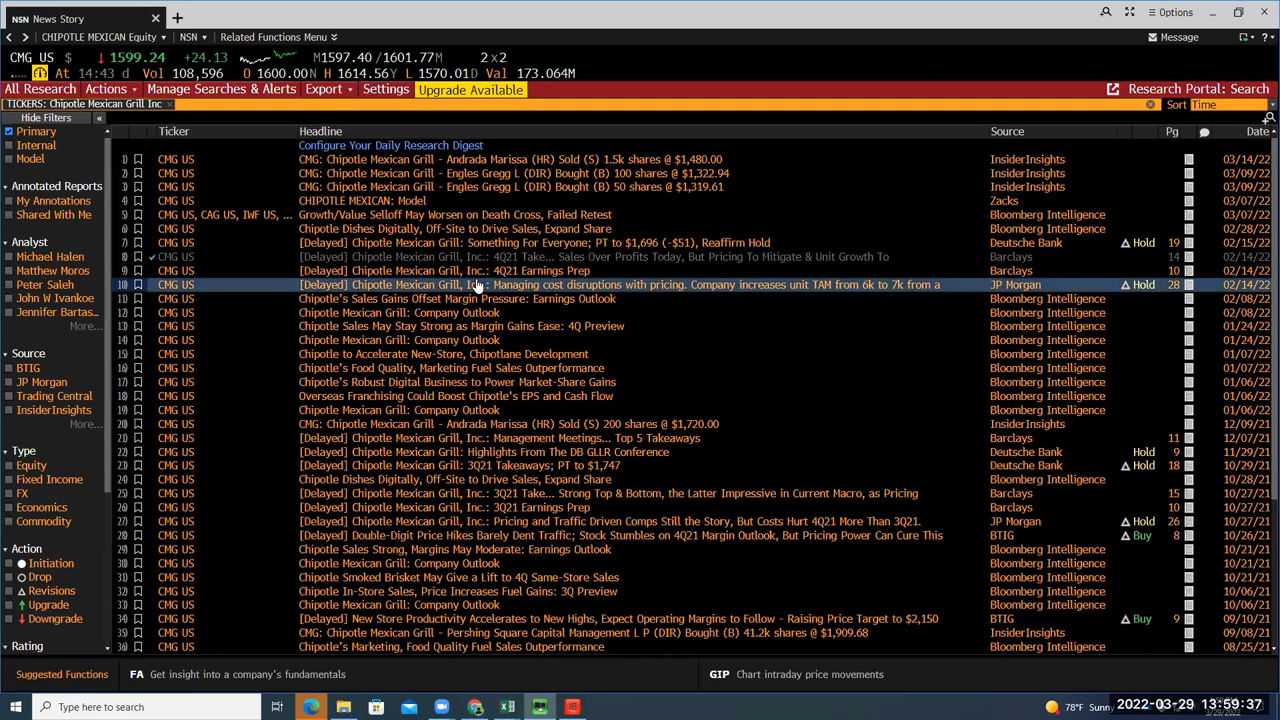 NSN News Story
Options
CHIPOTLE MEXICAN Equity NSN Related Functions Menu Message
CMG US $ 1599.24 +24.13 M1597.40/1601.77M 2x2
At 14:43 d Vol 108,596 O 1600.00N H 1614.56Y L 1570.01D Val 173.064M
All Research Actions Manage Searches & Alerts Export Settings Upgrade Available Research Portal: Search
TICKERS: Chipotle Mexican Grill Inc Sort Time
Hide Filters «
Primary
Internal
Model
Annotated Reports
My Annotations
Shared With Me
Analyst
Michael Halen
Matthew Moros
Peter Saleh
John W Ivankoe
Jennifer Bartas...
More...
Source
BTIG
JP Morgan
Trading Central
InsiderInsights
More...
Type
Equity
Fixed Income
FX
Economics
Commodity
Action
Initiation
Drop
Revisions
Upgrade
Downgrade
Rating
Ticker Headline Source Pg Date
Configure Your Daily Research Digest
1) CMG US CMG: Chipotle Mexican Grill - Andrada Marissa (HR) Sold (S) 1.5k shares @ $1,480.00 InsiderInsights 03/14/22
2) CMG US CMG: Chipotle Mexican Grill - Engles Gregg L (DIR) Bought (B) 100 shares @ $1,322.94 InsiderInsights 03/09/22
3) CMG US CMG: Chipotle Mexican Grill - Engles Gregg L (DIR) Bought (B) 50 shares @ $1,319.61 InsiderInsights 03/09/22
4) CMG US CHIPOTLE MEXICAN: Model Zacks 03/07/22
5) CMG US, CAG US, IWF US, ... Growth/Value Selloff May Worsen on Death Cross, Failed Retest Bloomberg Intelligence 03/07/22
6) CMG US Chipotle Dishes Digitally, Off-Site to Drive Sales, Expand Share Bloomberg Intelligence 02/28/22
7) CMG US [Delayed] Chipotle Mexican Grill: Something For Everyone; PT to $1,696 (-$51), Reaffirm Hold Deutsche Bank Hold 19 02/15/22
8) CMG US [Delayed] Chipotle Mexican Grill, Inc.: 4Q21 Take... Sales Over Profits Today, But Pricing To Mitigate & Unit Growth To Barclays 14 02/14/22
9) CMG US [Delayed] Chipotle Mexican Grill, Inc.: 4Q21 Earnings Prep Barclays 10 02/14/22
10) CMG US [Delayed] Chipotle Mexican Grill, Inc.: Managing cost disruptions with pricing. Company increases unit TAM from 6k to 7k from a JP Morgan Hold 28 02/14/22
11) CMG US Chipotle's Sales Gains Offset Margin Pressure: Earnings Outlook Bloomberg Intelligence 02/08/22
12) CMG US Chipotle Mexican Grill: Company Outlook Bloomberg Intelligence 02/08/22
13) CMG US Chipotle Sales May Stay Strong as Margin Gains Ease: 4Q Preview Bloomberg Intelligence 01/24/22
14) CMG US Chipotle Mexican Grill: Company Outlook Bloomberg Intelligence 01/24/22
15) CMG US Chipotle to Accelerate New-Store, Chipotlane Development Bloomberg Intelligence 01/07/22
16) CMG US Chipotle's Food Quality, Marketing Fuel Sales Outperformance Bloomberg Intelligence 01/07/22
17) CMG US Chipotle's Robust Digital Business to Power Market-Share Gains Bloomberg Intelligence 01/06/22
18) CMG US Overseas Franchising Could Boost Chipotle's EPS and Cash Flow Bloomberg Intelligence 01/06/22
19) CMG US Chipotle Mexican Grill: Company Outlook Bloomberg Intelligence 01/06/22
20) CMG US CMG: Chipotle Mexican Grill - Andrada Marissa (HR) Sold (S) 200 shares @ $1,720.00 InsiderInsights 12/09/21
21) CMG US [Delayed] Chipotle Mexican Grill, Inc.: Management Meetings... Top 5 Takeaways Barclays 11 12/07/21
22) CMG US [Delayed] Chipotle Mexican Grill: Highlights From The DB GLLR Conference Deutsche Bank Hold 9 11/29/21
23) CMG US [Delayed] Chipotle Mexican Grill: 3Q21 Takeaways; PT to $1,747 Deutsche Bank Hold 18 10/29/21
24) CMG US Chipotle Dishes Digitally, Off-Site to Drive Sales, Expand Share Bloomberg Intelligence 10/28/21
25) CMG US [Delayed] Chipotle Mexican Grill, Inc.: 3Q21 Take... Strong Top & Bottom, the Latter Impressive in Current Macro, as Pricing Barclays 15 10/27/21
26) CMG US [Delayed] Chipotle Mexican Grill, Inc.: 3Q21 Earnings Prep Barclays 10 10/27/21
27) CMG US [Delayed] Chipotle Mexican Grill, Inc.: Pricing and Traffic Driven Comps Still the Story, But Costs Hurt 4Q21 More Than 3Q21. JP Morgan Hold 26 10/27/21
28) CMG US [Delayed] Double-Digit Price Hikes Barely Dent Traffic; Stock Stumbles on 4Q21 Margin Outlook, But Pricing Power Can Cure This BTIG Buy 8 10/21/21
29) CMG US Chipotle Sales Strong, Margins May Moderate: Earnings Outlook Bloomberg Intelligence 10/21/21
30) CMG US Chipotle Mexican Grill: Company Outlook Bloomberg Intelligence 10/21/21
31) CMG US Chipotle Smoked Brisket May Give a Lift to 4Q Same-Store Sales Bloomberg Intelligence 10/06/21
32) CMG US Chipotle In-Store Sales, Price Increases Fuel Gains: 3Q Preview Bloomberg Intelligence 10/06/21
33) CMG US Chipotle Mexican Grill: Company Outlook Bloomberg Intelligence 10/06/21
34) CMG US [Delayed] New Store Productivity Accelerates to New Highs, Expect Operating Margins to Follow - Raising Price Target to $2,150 BTIG Buy 9 09/10/21
35) CMG US CMG: Chipotle Mexican Grill - Pershing Square Capital Management L P (DIR) Bought (B) 41.2k shares @ $1,909.68 InsiderInsights 09/08/21
36) CMG US Chipotle's Marketing, Food Quality Fuel Sales Outperformance Bloomberg Intelligence 08/25/21
Suggested Functions FA Get insight into a company's fundamentals GIP Chart intraday price movements
Type here to search
78°F Sunny
2022-03-29 13:59:37